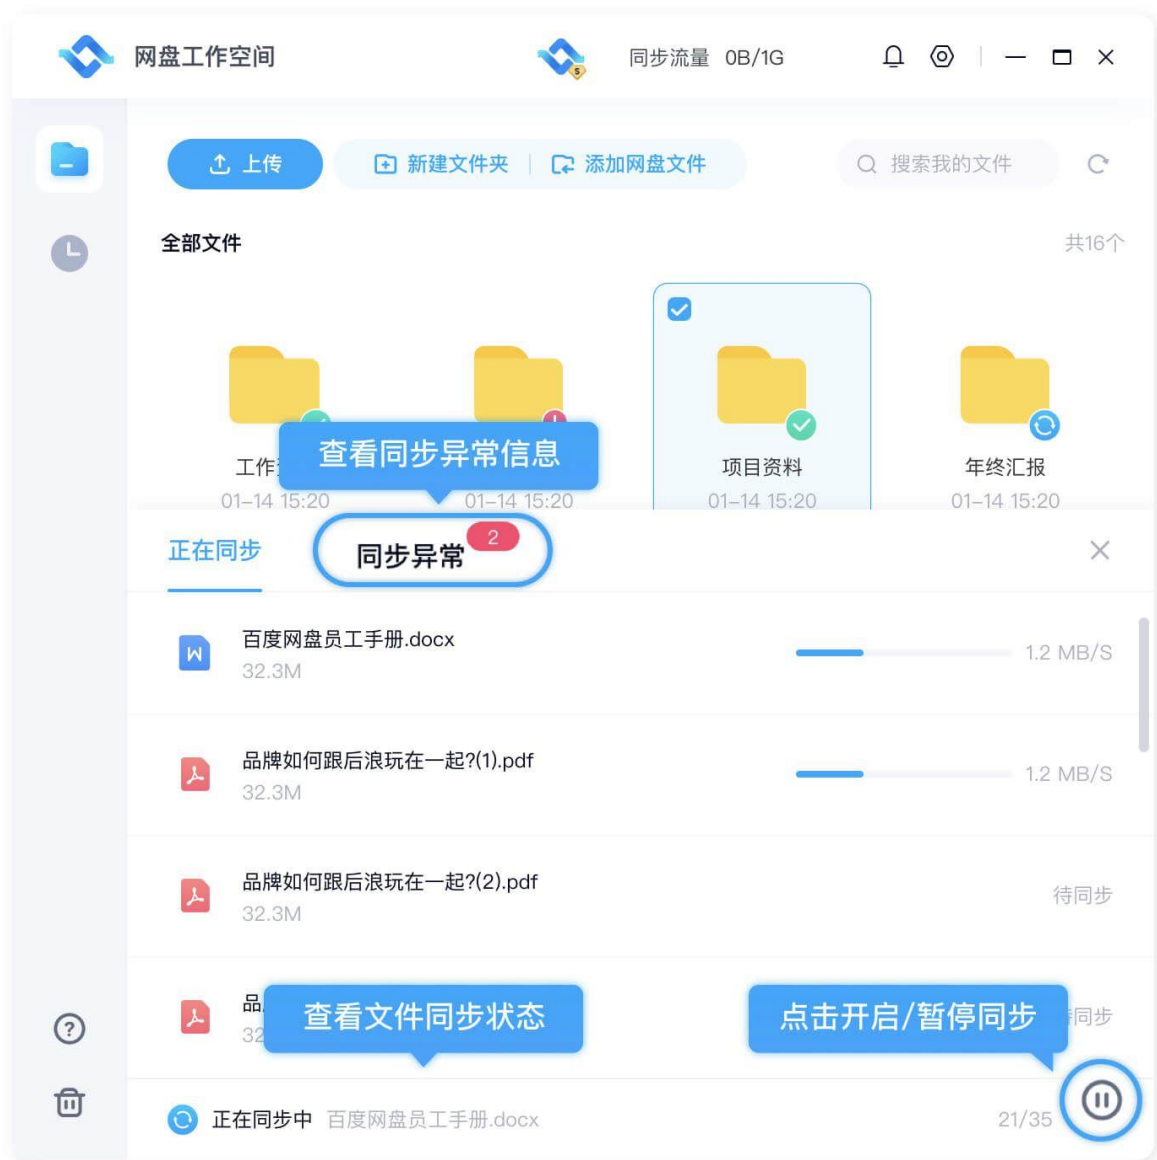 网盘工作空间
同步流量 0B/1G
上传
新建文件夹
添加网盘文件
搜索我的文件
全部文件
共16个
查看同步异常信息
工作
项目资料
年终汇报
01-14 15:20
01-14 15:20
01-14 15:20
01-14 15:20
正在同步
同步异常
2
百度网盘员工手册.docx
32.3M
1.2 MB/S
品牌如何跟后浪玩在一起?(1).pdf
32.3M
1.2 MB/S
品牌如何跟后浪玩在一起?(2).pdf
32.3M
待同步
品
32
查看文件同步状态
点击开启/暂停同步
同步
正在同步中 百度网盘员工手册.docx
21/35